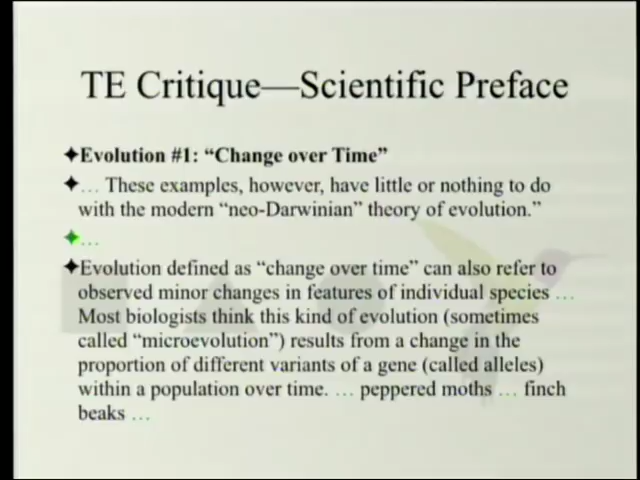 TE Critique—Scientific Preface
✦Evolution #1: “Change over Time”
✦… These examples, however, have little or nothing to do
with the modern “neo-Darwinian” theory of evolution.”
✦…
✦Evolution defined as “change over time” can also refer to
observed minor changes in features of individual species …
Most biologists think this kind of evolution (sometimes
called “microevolution”) results from a change in the
proportion of different variants of a gene (called alleles)
within a population over time. … peppered moths … finch
beaks …